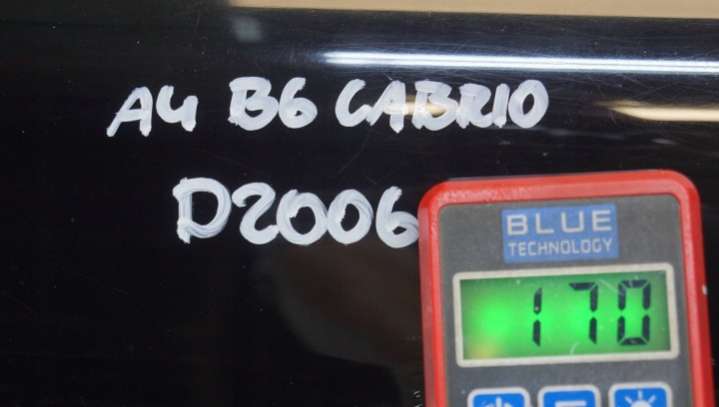 A4 B6 CABRIO
D2006
BLUE
TECHNOLOGY
170